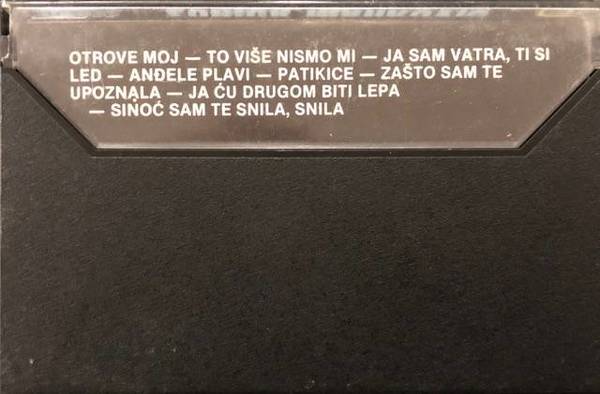 OTROVE MOJ — TO VIŠE NISMO MI — JA SAM VATRA, TI SI
LED — ANĐELE PLAVI — PATIKICE — ZAŠTO SAM TE
UPOZNALA — JA ĆU DRUGOM BITI LEPA
— SINOĆ SAM TE SNILA, SNILA